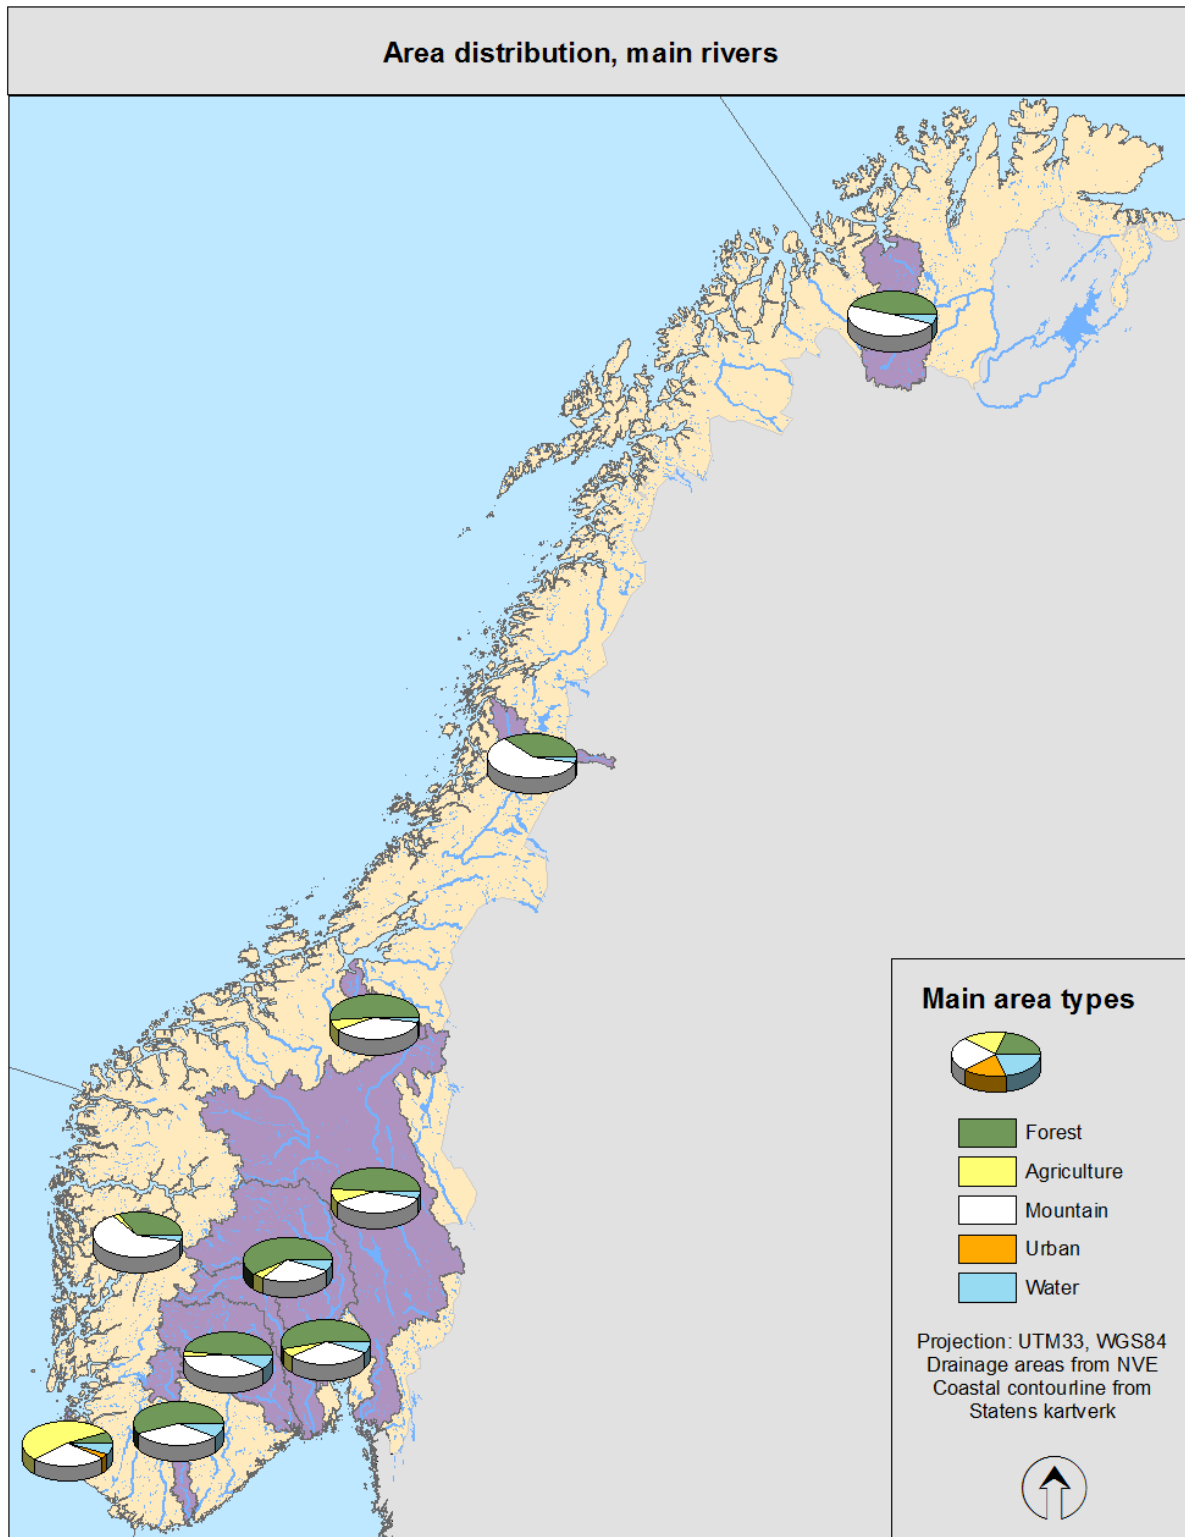 Area distribution, main rivers
Main area types
Forest
Agriculture
Mountain
Urban
Water
Projection: UTM33, WGS84
Drainage areas from NVE
Coastal contourline from
Statens kartverk